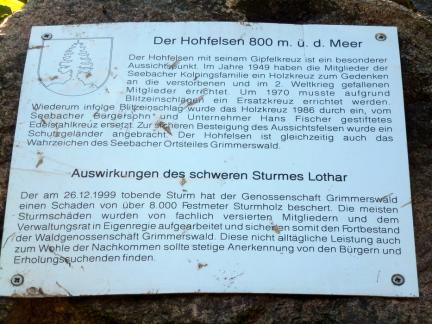 Der Hohfelsen 800 m. ü. d. Meer
Der Hohfelsen mit seinem Gipfelkreuz ist ein besonderer
Aussichtspunkt. Im Jahre 1949 haben die Mitglieder der
Seebacher Kolpingsfamilie ein Holzkreuz zum Gedenken
an die verstorbenen und im 2. Weltkrieg gefallenen
Mitglieder errichtet. Um 1970 musste aufgrund
Blitzeinschlägen ein Ersatzkreuz errichtet werden.
Wiederum infolge Blitzeinschlag wurde das Holzkreuz 1986 durch ein, vom
Seebacher Bergersohn und Unternehmer Hans Fischer gestiftetes
Edelstahlkreuz ersetzt. Zur sicheren Besteigung des Aussichtsfelsen wurde ein
Schutzgeländer angebracht. Der Hohfelsen ist gleichzeitig auch das
Wahrzeichen des Seebacher Ortsteiles Grimmerswald.
Auswirkungen des schweren Sturmes Lothar
Der am 26.12.1999 tobende Sturm hat der Genossenschaft Grimmerswald
einen Schaden von über 8.000 Festmeter Sturmholz beschert. Die meisten
Sturmschäden wurden von fachlich versierten Mitgliedern und dem
Verwaltungsrat in Eigenregie aufgearbeitet und sichern somit den Fortbestand
der Waldgenossenschaft Grimmerswald. Diese nicht alltägliche Leistung auch
zum Wohle der Nachkommen sollte stetige Anerkennung von den Bürgern und
Erholungsuchenden finden.